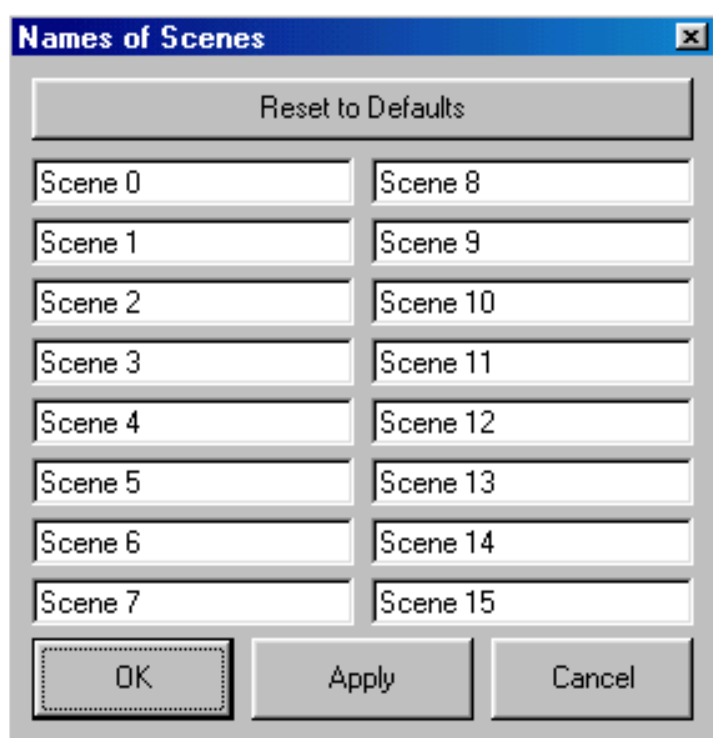 Names of Scenes
Reset to Defaults
Scene 0
Scene 8
Scene 1
Scene 9
Scene 2
Scene 10
Scene 3
Scene 11
Scene 4
Scene 12
Scene 5
Scene 13
Scene 6
Scene 14
Scene 7
Scene 15
OK
Apply
Cancel